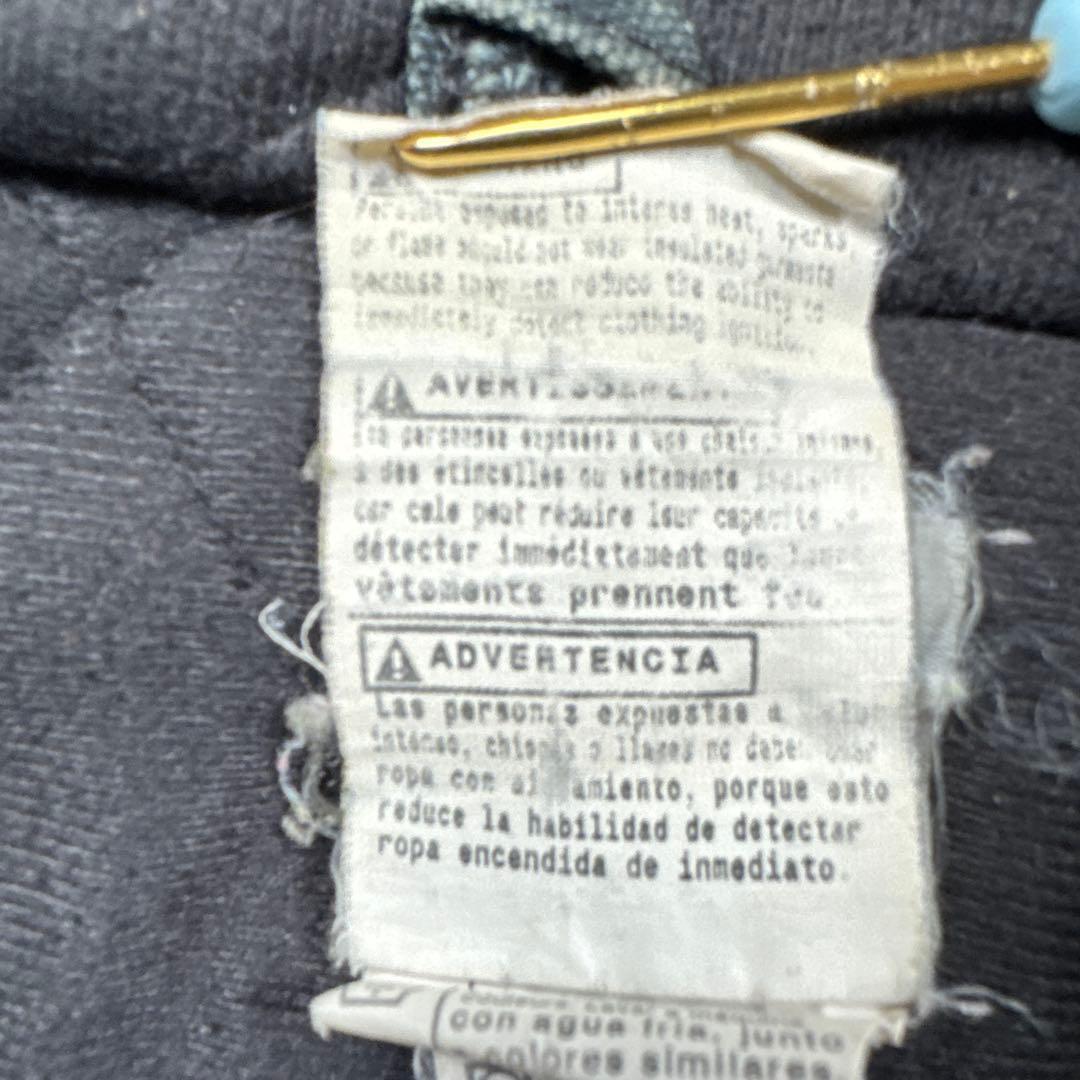 Persons exposed to intense heat, sparks
or flame should not wear insulated garments
because they can reduce the ability to
immediately detect clothing ignition.
AVERTISSEMENT
Les personnes exposées à une chaleur intense
à des étincelles ou vêtements
car cela peut réduire leur capacité
détecter immédiatement que
vêtements prennent feu
ADVERTENCIA
Las personas expuestas a
intenso, chispas o llamas no deben usar
ropa con aislamiento, porque esto
reduce la habilidad de detectar
ropa encendida de inmediato.
con agua fría, junto
colores similares